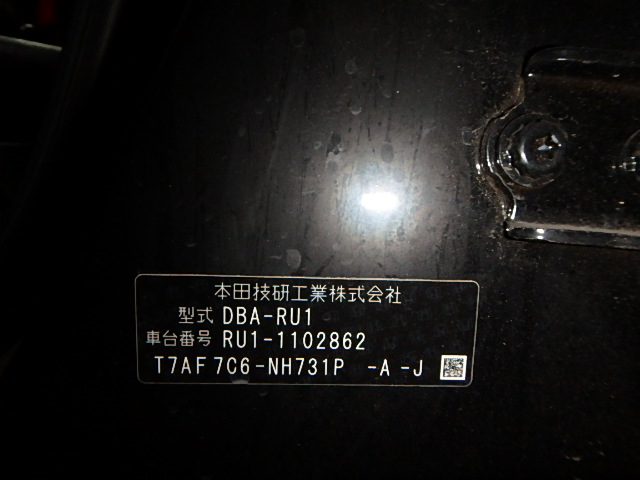 本田技研工業株式会社
型式 DBA-RU1
車台番号 RU1-1102862
T7AF 7C6-NH731P -A -J